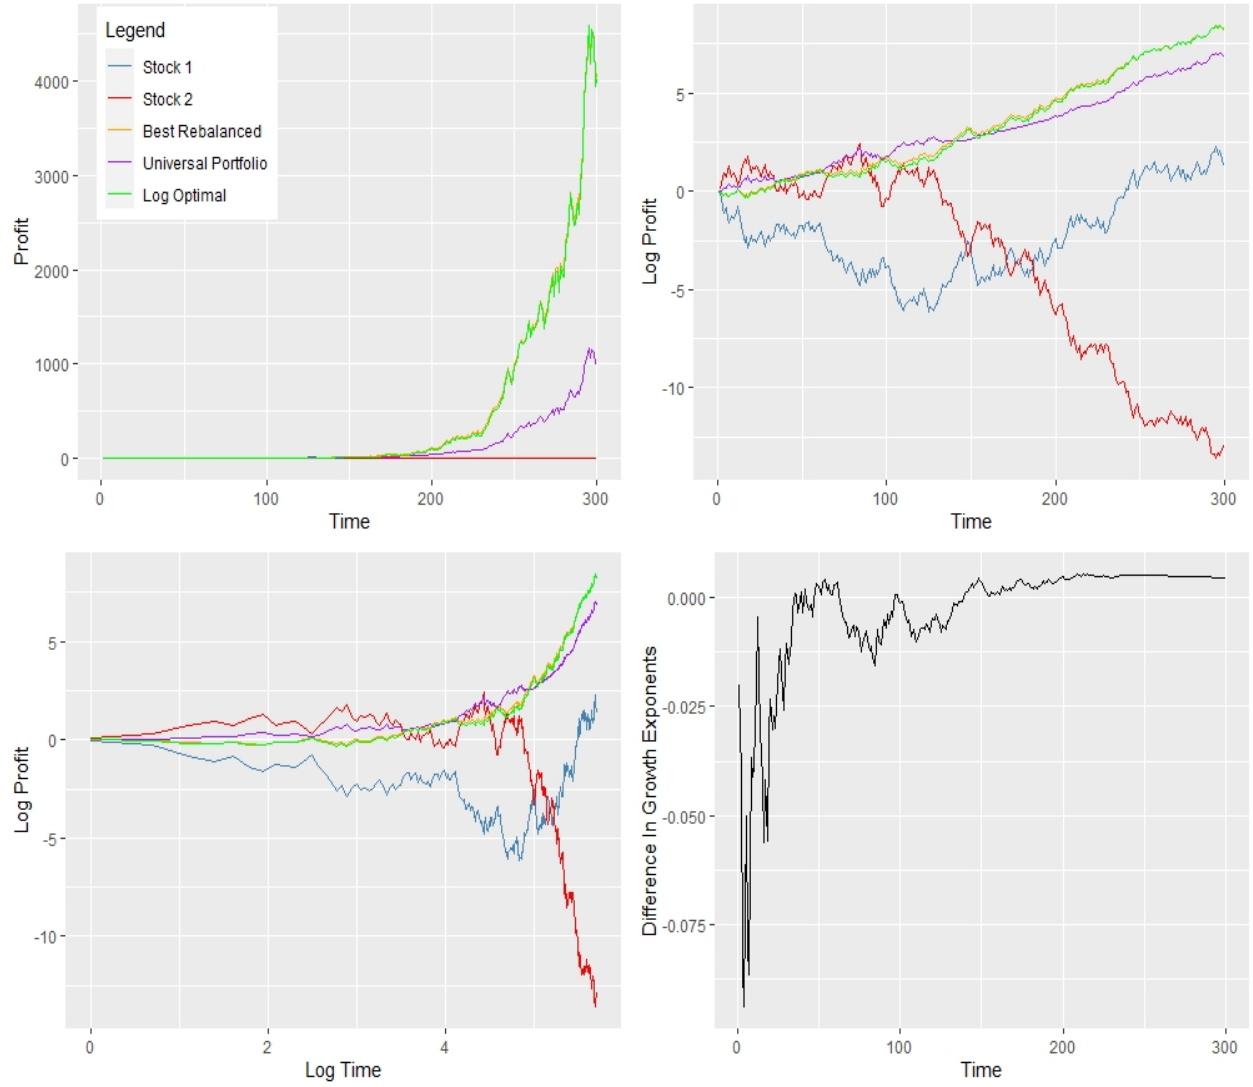 Legend
Stock 1
Stock 2
Best Rebalanced
Universal Portfolio
Log Optimal
4000
3000
2000
1000
0
Profit
0 100 200 300
Time
5
0
-5
-10
Log Profit
0 100 200 300
Time
5
0
-5
-10
Log Profit
0 2 4
Log Time
0.000
-0.025
-0.050
-0.075
Difference In Growth Exponents
0 100 200 300
Time